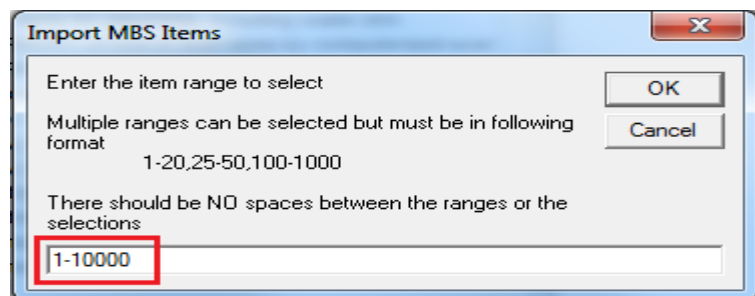 Import MBS Items
Enter the item range to select
OK
Multiple ranges can be selected but must be in following
format
Cancel
1-20,25-50,100-1000
There should be NO spaces between the ranges or the
selections
1-10000